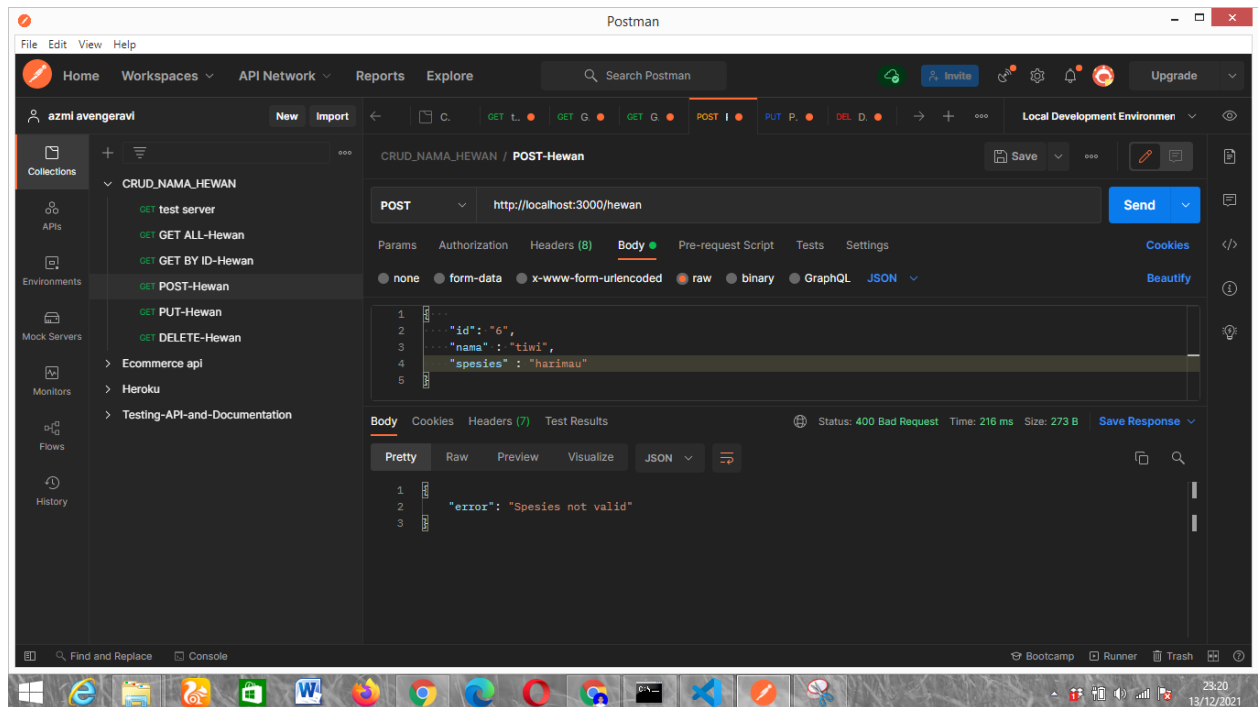 Postman
File Edit View Help
Home Workspaces API Network Reports Explore Search Postman Invite Upgrade
azmi avengeravi New Import C. GET t.. GET G. GET G. POST I PUT P. DEL D. Local Development Environmen
Collections
APIs
Environments
Mock Servers
Monitors
Flows
History
CRUD_NAMA_HEWAN
GET test server
GET GET ALL-Hewan
GET GET BY ID-Hewan
GET POST-Hewan
GET PUT-Hewan
GET DELETE-Hewan
Ecommerce api
Heroku
Testing-API-and-Documentation
CRUD_NAMA_HEWAN / POST-Hewan Save
POST http://localhost:3000/hewan Send
Params Authorization Headers (8) Body Pre-request Script Tests Settings Cookies
none form-data x-www-form-urlencoded raw binary GraphQL JSON Beautify
1 {
2 "id": "6",
3 "nama" : "tiwi",
4 "spesies" : "harimau"
5 }
Body Cookies Headers (7) Test Results Status: 400 Bad Request Time: 216 ms Size: 273 B Save Response
Pretty Raw Preview Visualize JSON
1 {
2 "error": "Spesies not valid"
3 }
Find and Replace Console Bootcamp Runner Trash
23:20
13/12/2021